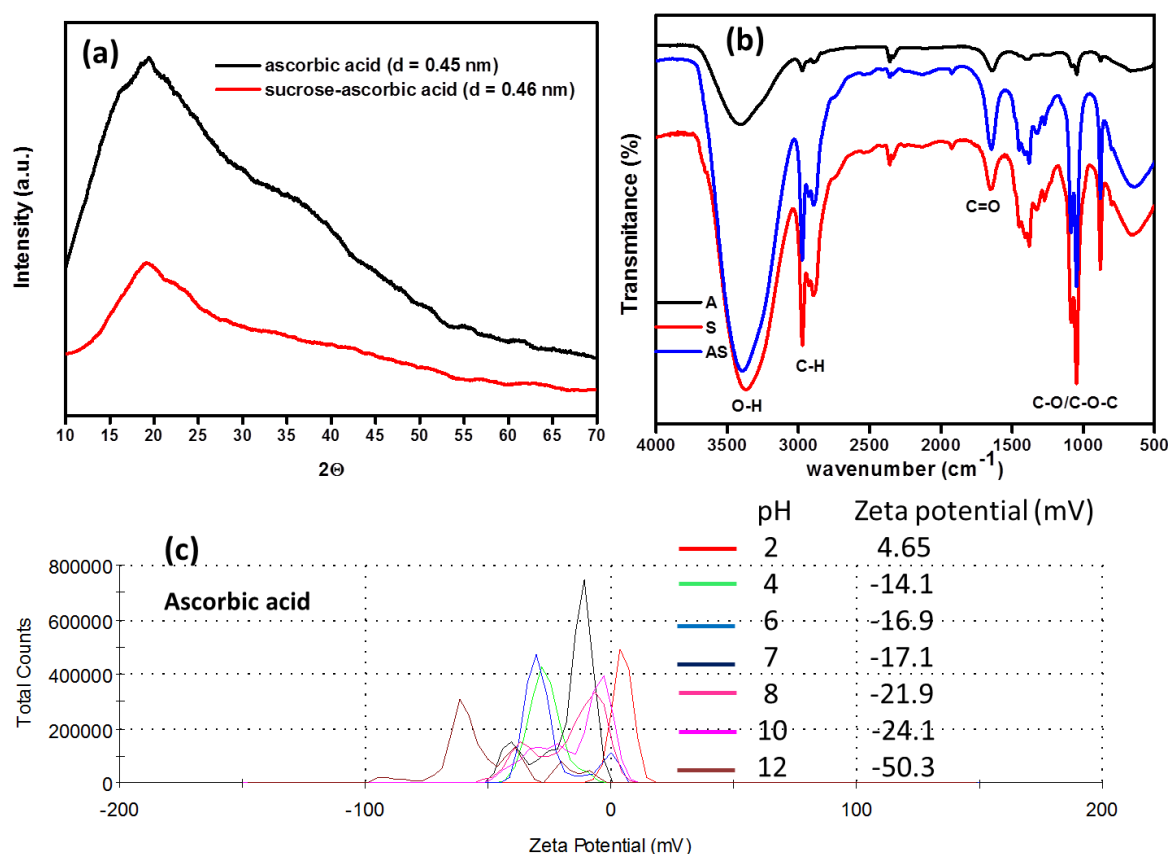 (a)
ascorbic acid (d = 0.45 nm)
sucrose-ascorbic acid (d = 0.46 nm)
Intensity (a.u.)
10 15 20 25 30 35 40 45 50 55 60 65 70
2Θ
(b)
Transmitance (%)
C=O
A
S
AS
C-H
O-H
C-O/C-O-C
4000 3500 3000 2500 2000 1500 1000 500
wavenumber (cm-1)
(c)
Ascorbic acid
pH Zeta potential (mV)
2 4.65
4 -14.1
6 -16.9
7 -17.1
8 -21.9
10 -24.1
12 -50.3
Total Counts
800000
600000
400000
200000
0
-200 -100 0 100 200
Zeta Potential (mV)